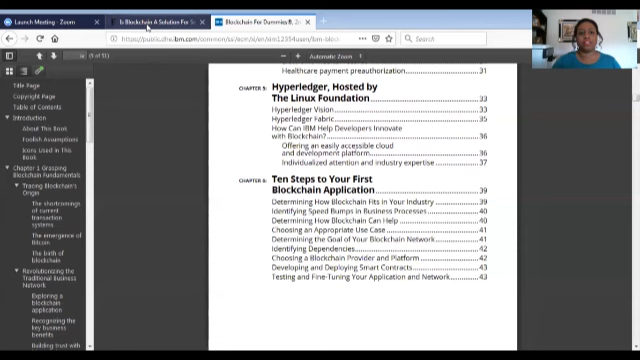 Launch Meeting - Zoom
Is Blockchain A Solution For S
Blockchain For Dummies®, 2
Search
(5 of 51)
Automatic Zoom
Title Page
Copyright Page
Table of Contents
Introduction
About This Book
Foolish Assumptions
Icons Used in This Book
Chapter 1 Grasping Blockchain Fundamentals
Tracing Blockchain's Origin
The shortcomings of current transaction systems
The emergence of Bitcoin
The birth of blockchain
Revolutionizing the Traditional Business Network
Exploring a blockchain application
Recognizing the key business benefits
Building trust with
Healthcare payment preauthorization 31
CHAPTER 5: Hyperledger, Hosted by
The Linux Foundation 33
Hyperledger Vision 33
Hyperledger Fabric 35
How Can IBM Help Developers Innovate
with Blockchain? 36
Offering an easily accessible cloud
and development platform 36
Individualized attention and industry expertise 37
CHAPTER 6: Ten Steps to Your First
Blockchain Application 39
Determining How Blockchain Fits in Your Industry 39
Identifying Speed Bumps in Business Processes 40
Determining How Blockchain Can Help 40
Choosing an Appropriate Use Case 41
Determining the Goal of Your Blockchain Network 41
Identifying Dependencies 42
Choosing a Blockchain Provider and Platform 42
Developing and Deploying Smart Contracts 43
Testing and Fine-Tuning Your Application and Network 43